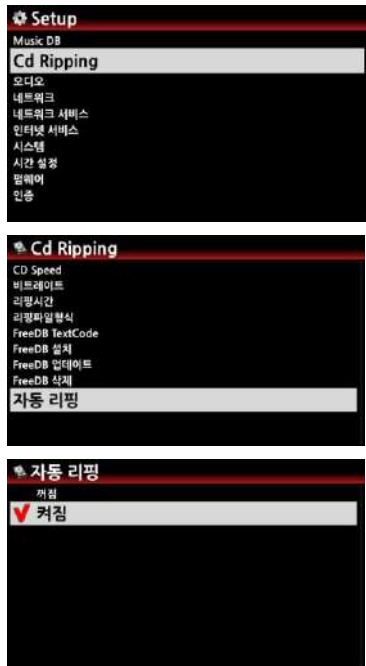 Setup
Music DB
Cd Ripping
오디오
네트워크
네트워크 서비스
인터넷 서비스
시스템
시간 설정
펌웨어
인증
Cd Ripping
CD Speed
비트레이트
리핑시간
리핑파일형식
FreeDB TextCode
FreeDB 설치
FreeDB 업데이트
FreeDB 삭제
자동 리핑
자동 리핑
꺼짐
켜짐